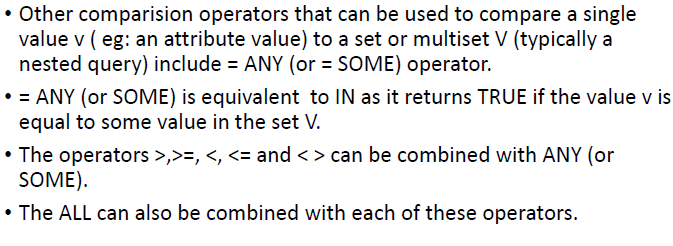 • Other comparision operators that can be used to compare a single
value v ( eg: an attribute value) to a set or multiset V (typically a
nested query) include = ANY (or = SOME) operator.
• = ANY (or SOME) is equivalent to IN as it returns TRUE if the value v is
equal to some value in the set V.
• The operators >,>=, <, <= and < > can be combined with ANY (or
SOME).
• The ALL can also be combined with each of these operators.